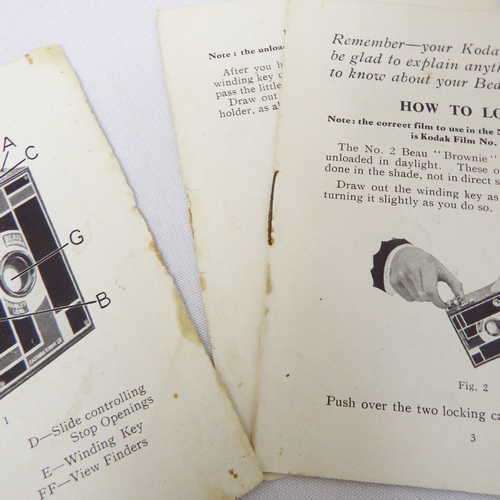 A
C
G
B
1
D—Slide controlling
Stop Openings
E—Winding Key
FF—View Finders
Note: the unload
After you h
winding key u
pass the little
Draw out
holder, as ab
Remember—your Koda
be glad to explain anyth
to know about your Bea
HOW TO LO
Note: the correct film to use in the N
is Kodak Film No.
The No. 2 Beau "Brownie"
unloaded in daylight. These o
done in the shade, not in direct s
Draw out the winding key as
turning it slightly as you do so.
Fig. 2
Push over the two locking ca
3